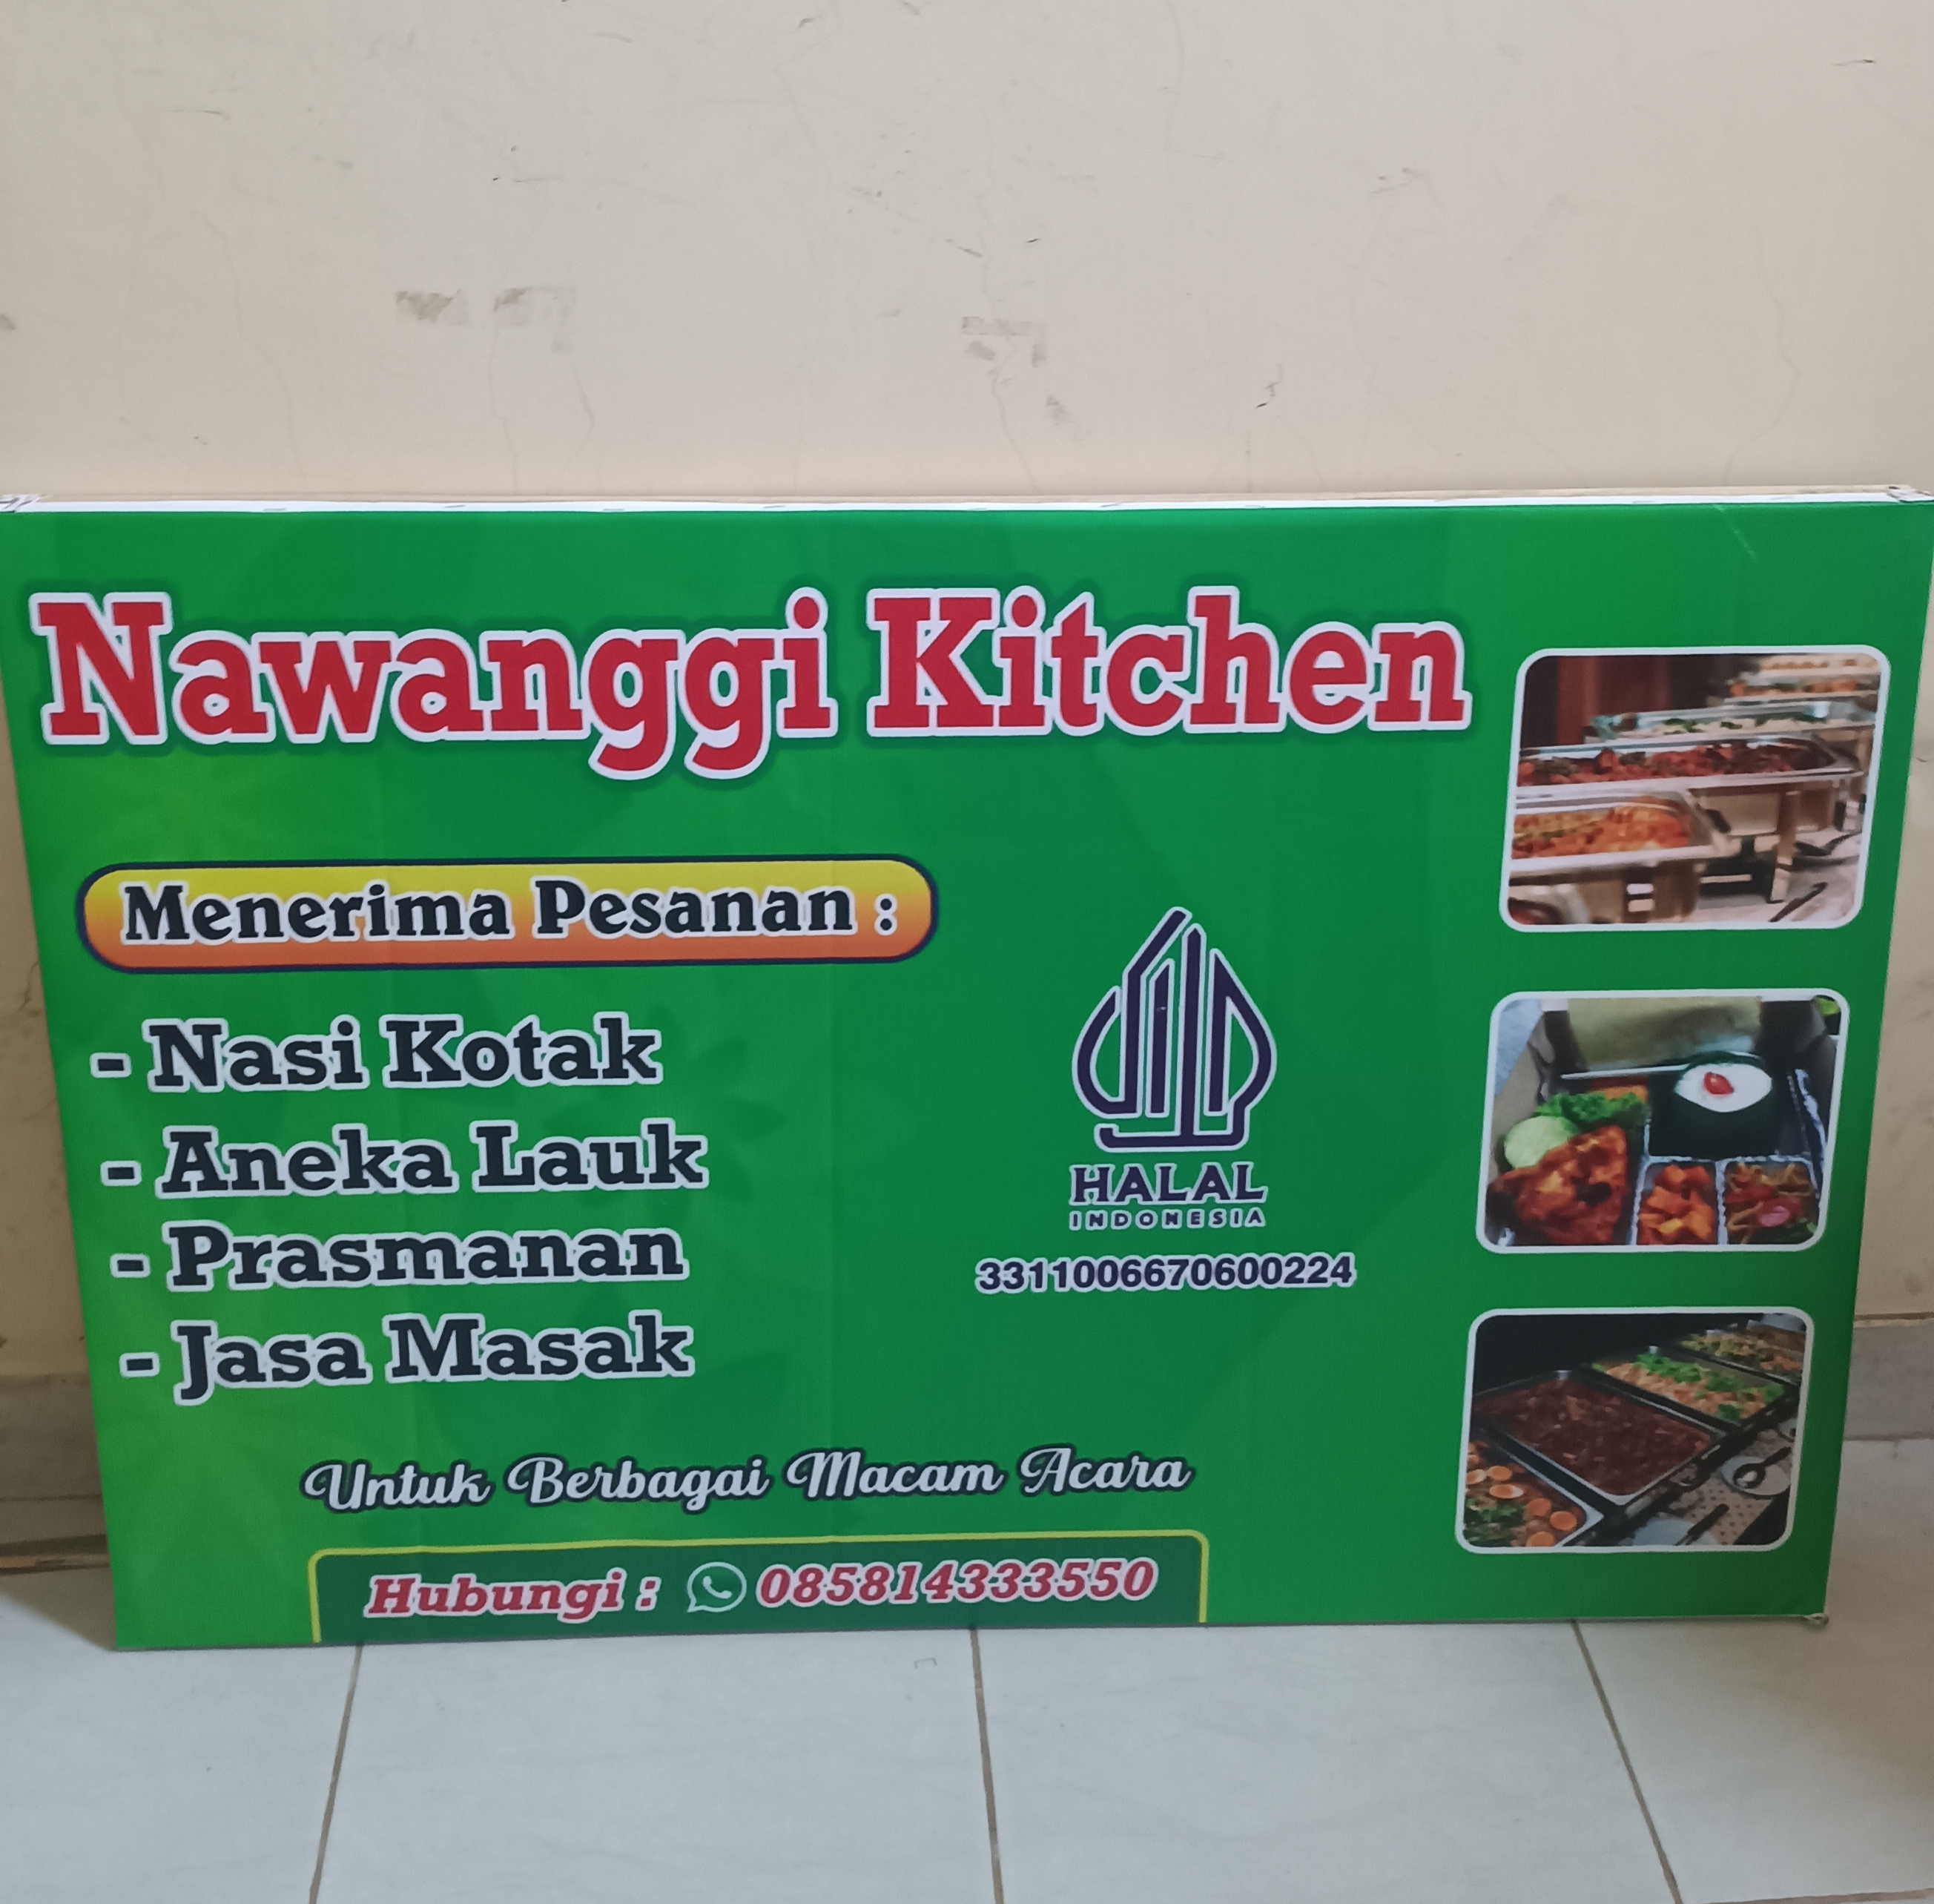 Nawanggi Kitchen
Menerima Pesanan :
- Nasi Kotak
- Aneka Lauk
- Prasmanan
- Jasa Masak
HALAL
INDONESIA
3311006670600224
Untuk Berbagai Macam Acara
Hubungi : 085814333550